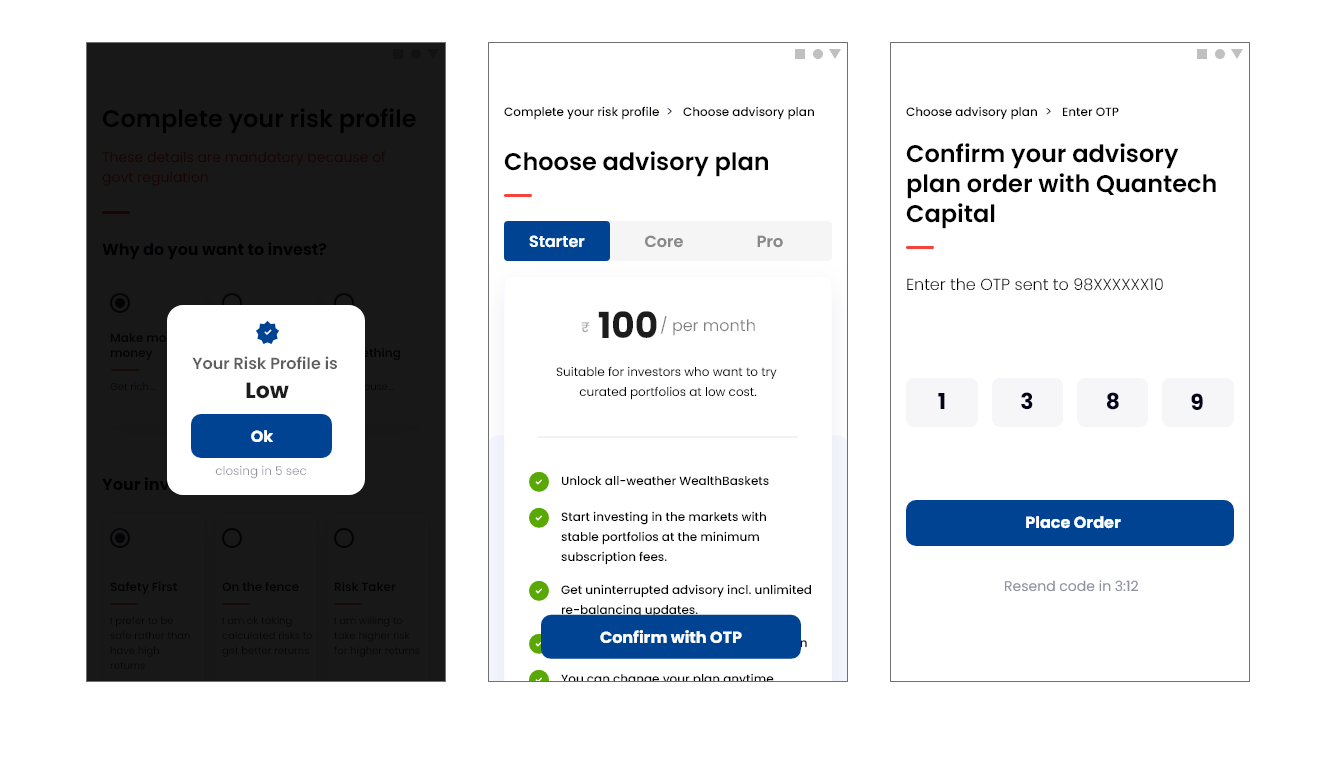 Complete your risk profile
These details are mandatory because of
govt regulation
Why do you want to invest?
Make mo
money
thing
Get rich...
ouse..
Your Risk Profile is
Low
Ok
closing in 5 sec
Your inv
Safety First
On the fence
Risk Taker
I prefer to be
safe rather than
have high
returns
I am ok taking
calculated risks to
get better returns
I am willing to
take higher risk
for higher returns
Complete your risk profile > Choose advisory plan
Choose advisory plan
Starter Core Pro
₹ 100 / per month
Suitable for investors who want to try
curated portfolios at low cost.
Unlock all-weather WealthBaskets
Start investing in the markets with
stable portfolios at the minimum
subscription fees.
Get uninterrupted advisory incl. unlimited
re-balancing updates.
Confirm with OTP
n
You can change your plan anytime
Choose advisory plan > Enter OTP
Confirm your advisory
plan order with Quantech
Capital
Enter the OTP sent to 98XXXXXX10
1 3 8 9
Place Order
Resend code in 3:12